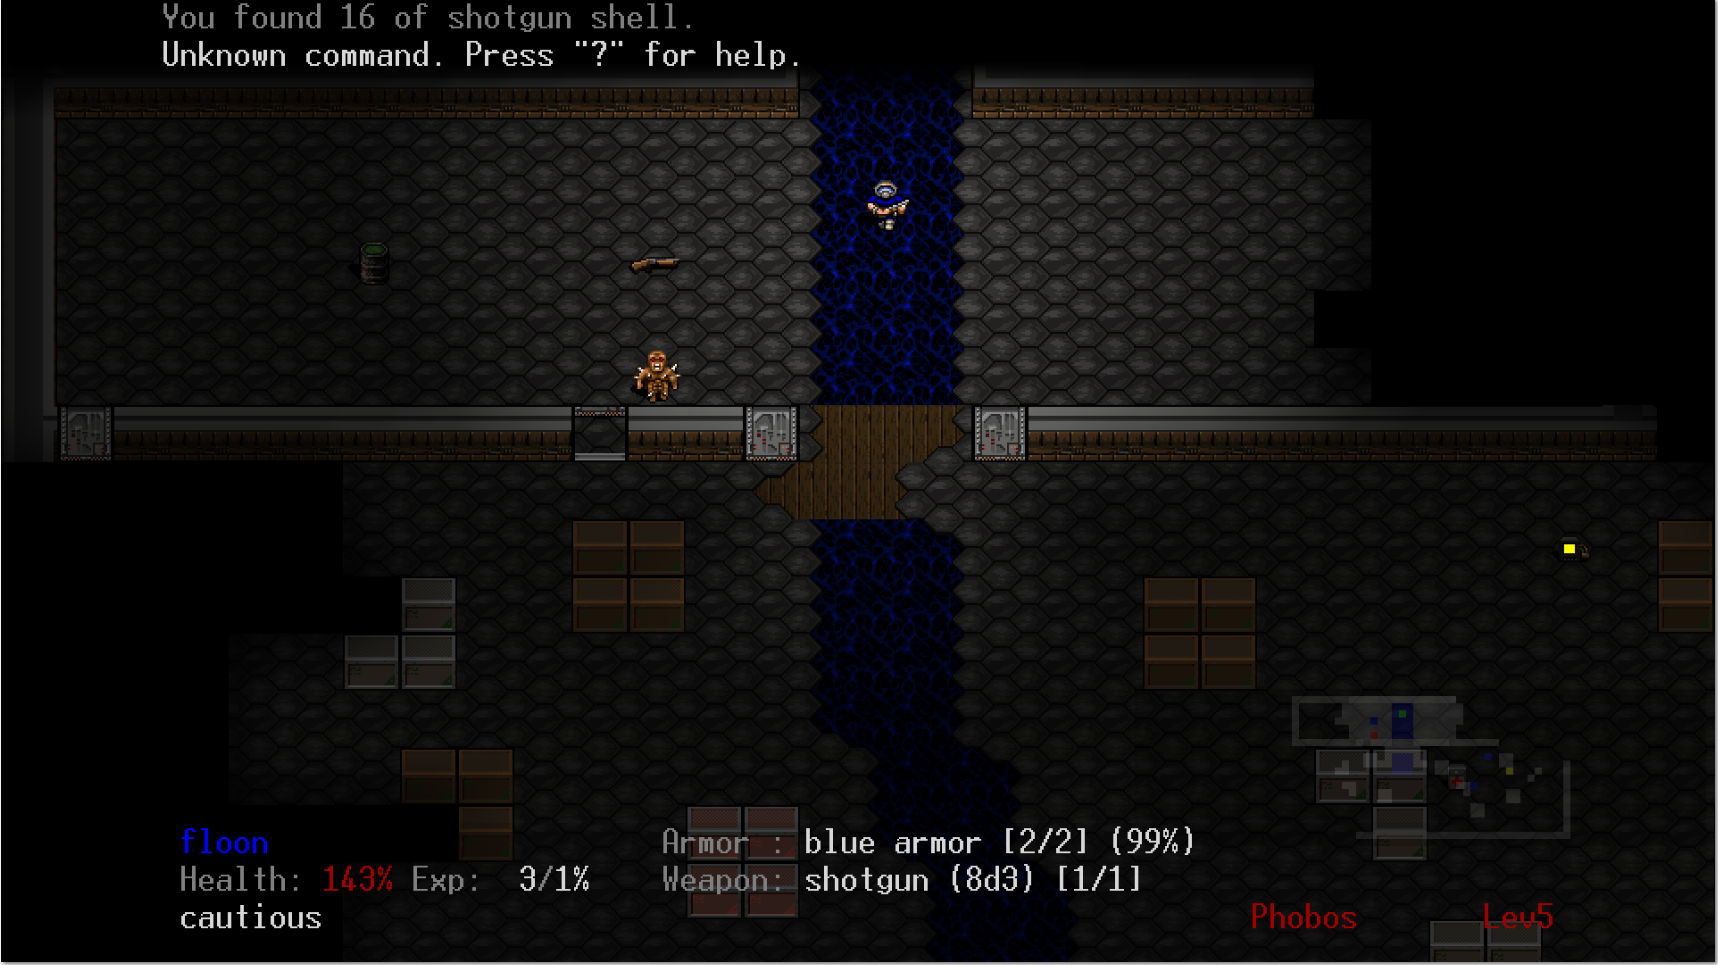 You found 16 of shotgun shell.
Unknown command. Press "?" for help.
floon
Armor : blue armor [2/2] (99%)
Health: 143% Exp: 3/1%
Weapon: shotgun (8d3) [1/1]
cautious
Phobos Lev5